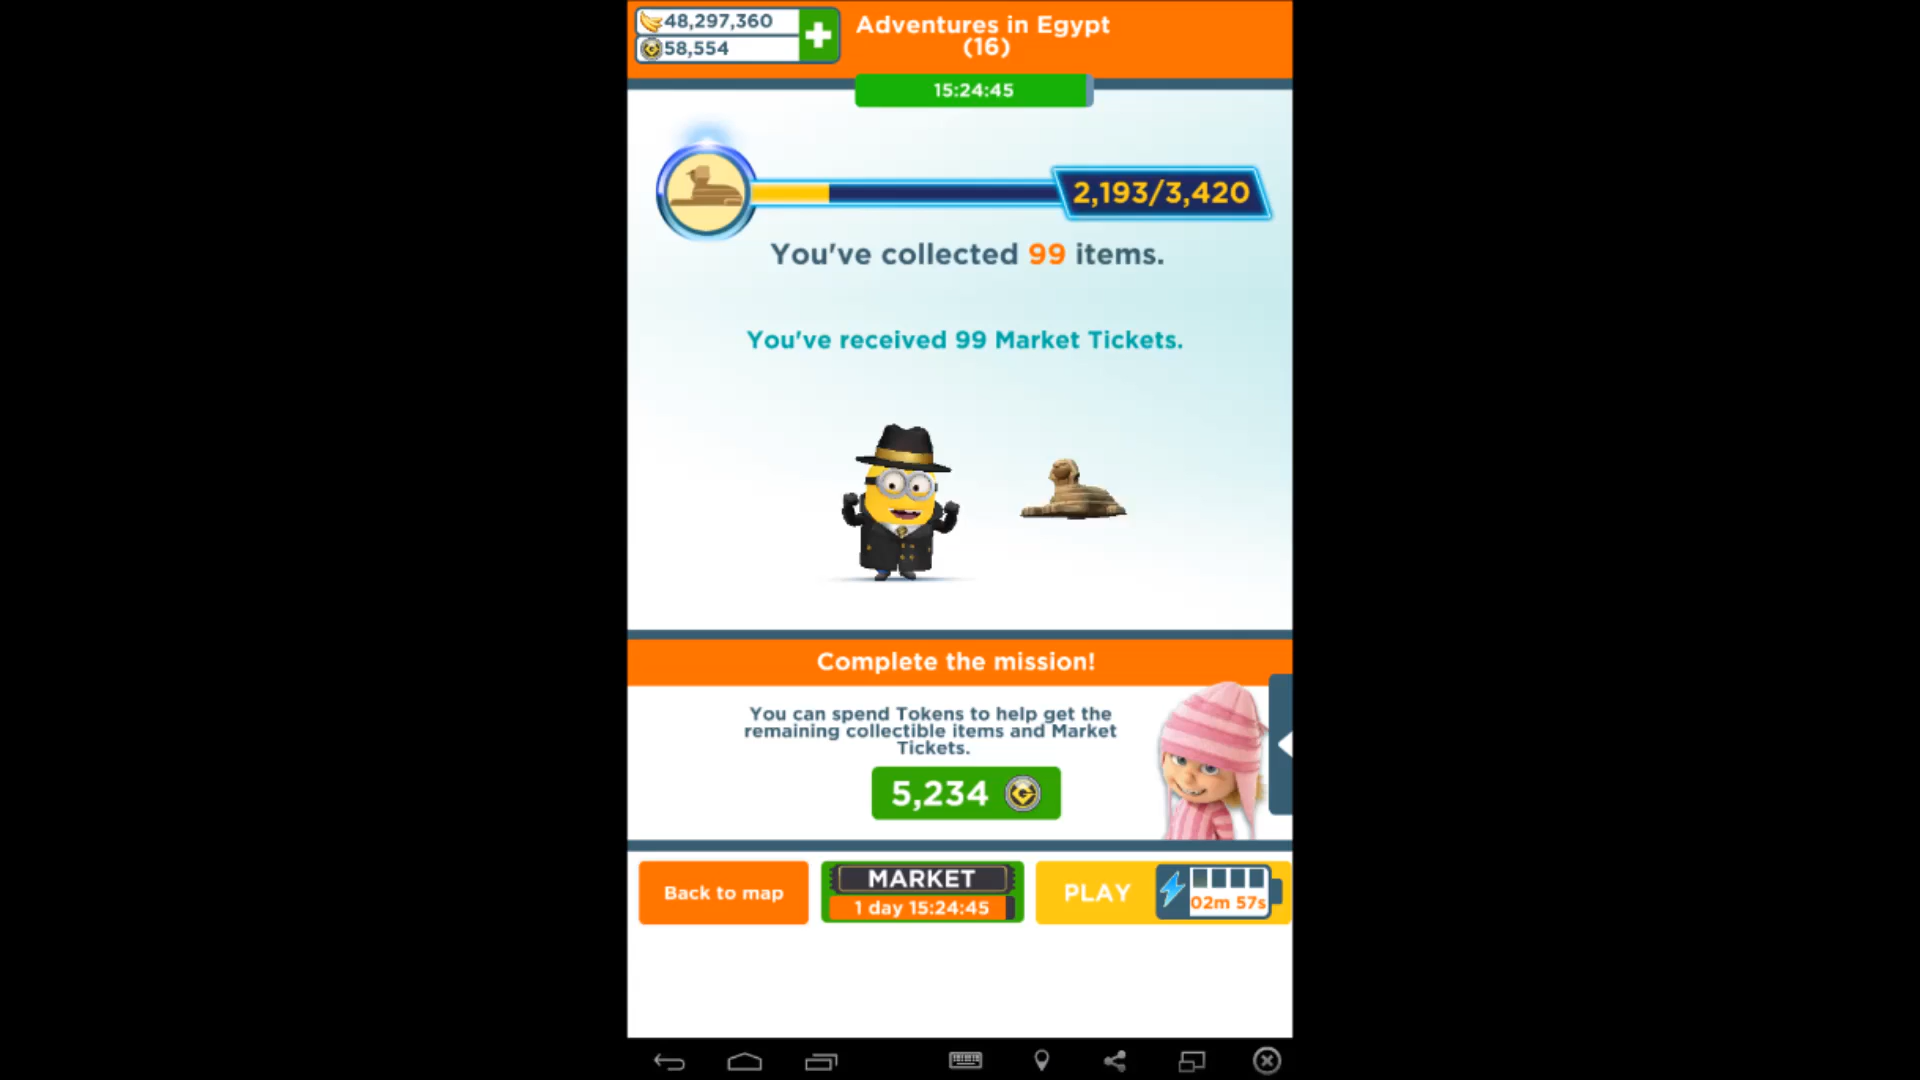 48,297,360
58,554
Adventures in Egypt
(16)
15:24:45
2,193/3,420
You've collected 99 items.
You've received 99 Market Tickets.
Complete the mission!
You can spend Tokens to help get the
remaining collectible items and Market
Tickets.
5,234
Back to map
MARKET
1 day 15:24:45
PLAY
02m 57s